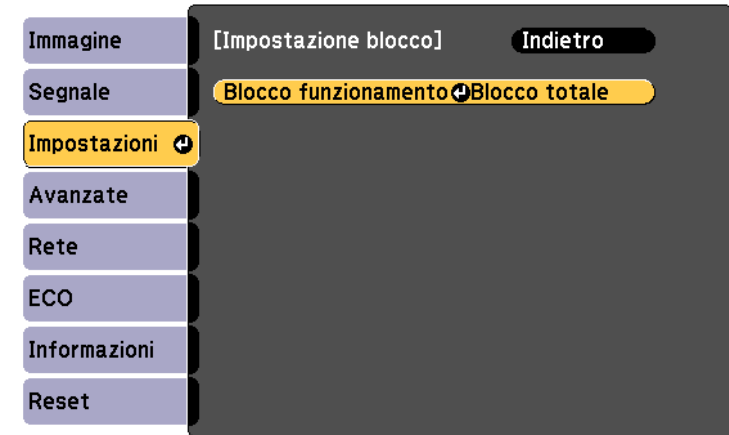 Immagine
Segnale
Impostazioni
Avanzate
Rete
ECO
Informazioni
Reset
[Impostazione blocco] Indietro
Blocco funzionamento Blocco totale